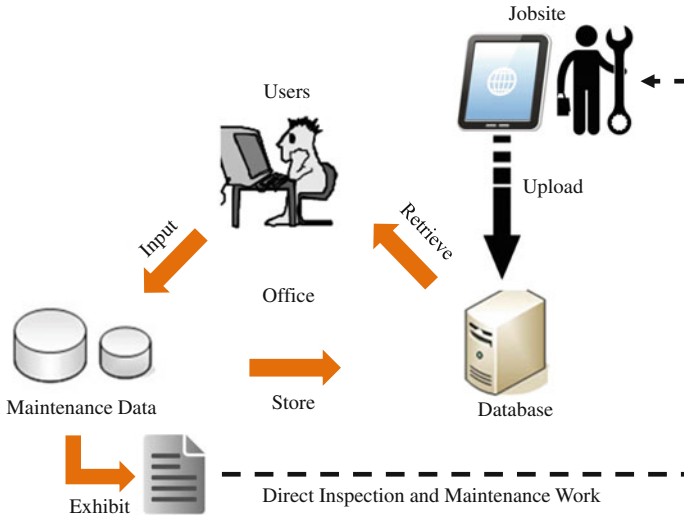 Jobsite
Users
Upload
Input
Retrieve
Office
Maintenance Data
Store
Database
Exhibit
Direct Inspection and Maintenance Work